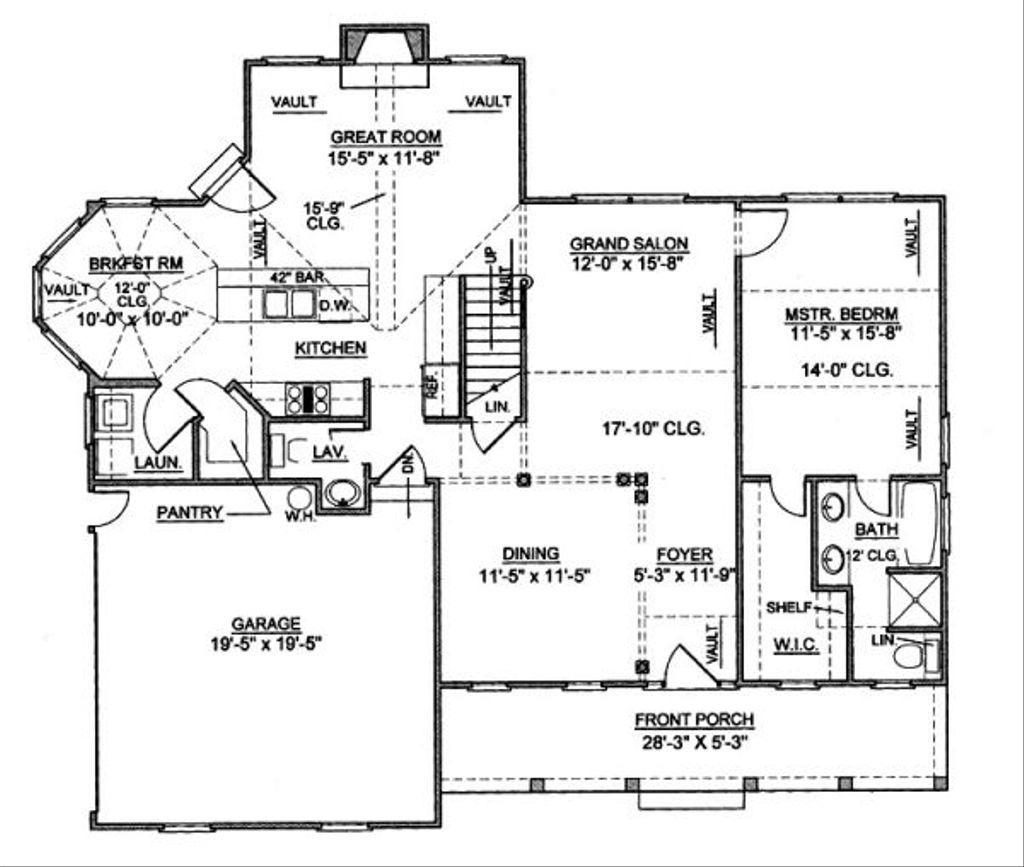 VAULT
VAULT
GREAT ROOM
15'-5" x 11'-8"
15'-9"
CLG.
VAULT
GRAND SALON
12'-0" x 15'-8"
VAULT
UP
VAULT
BRKFST RM
VAULT
12'-0"
CLG.
10'-0" x 10'-0"
42" BAR
D.W.
KITCHEN
VAULT
MSTR. BEDRM
11'-5" x 15'-8"
14'-0" CLG.
REF.
LIN.
17'-10" CLG.
VAULT
LAUN.
LAV.
DN.
PANTRY
W.H.
BATH
12' CLG.
DINING
11'-5" x 11'-5"
FOYER
5'-3" x 11'-9"
GARAGE
19'-5" x 19'-5"
SHELF
VAULT
W.I.C.
LIN.
FRONT PORCH
28'-3" X 5'-3"